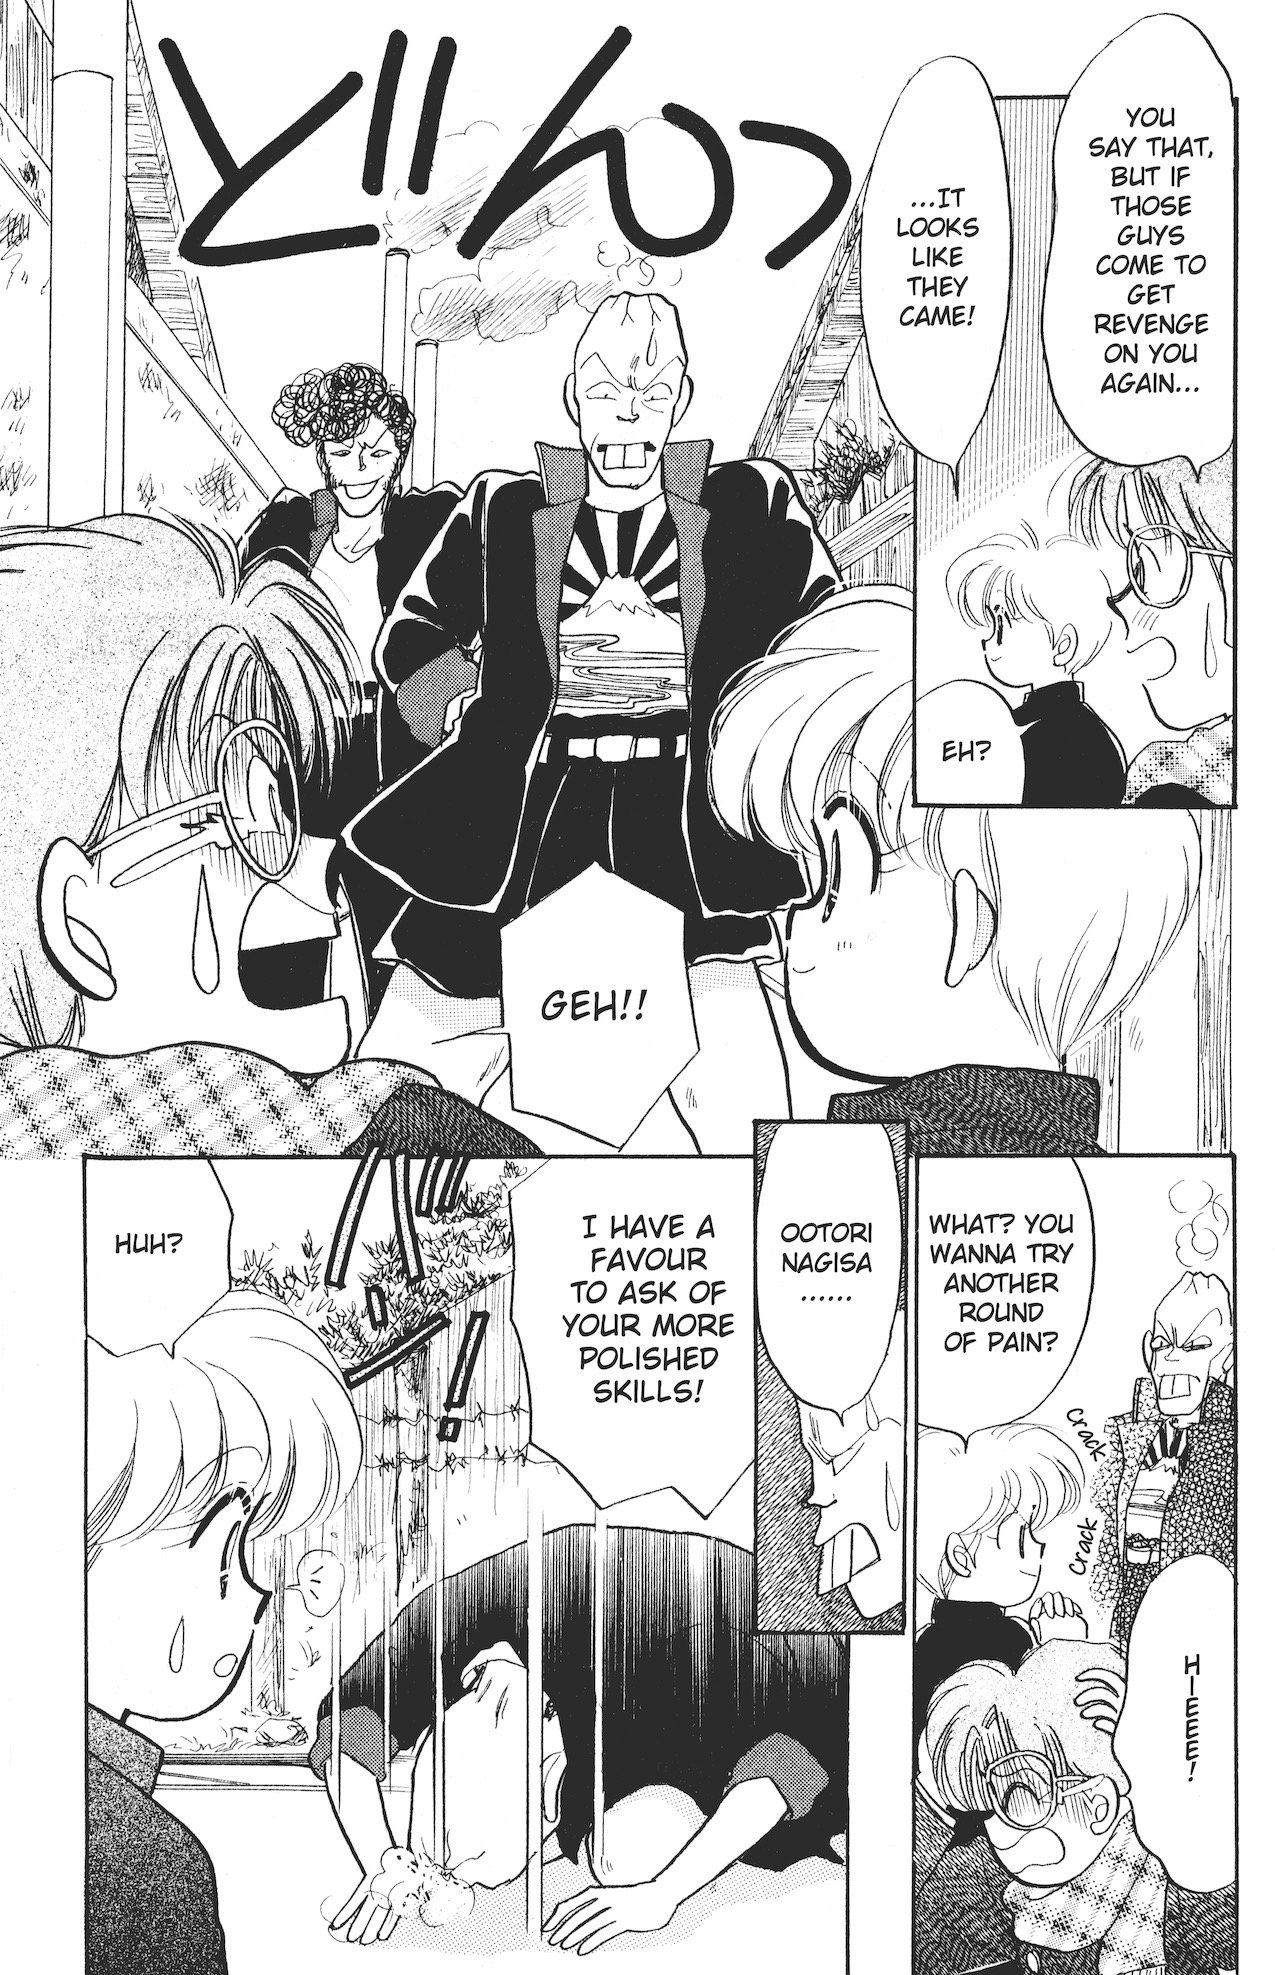 YOU
SAY THAT,
BUT IF
THOSE
GUYS
COME TO
GET
REVENGE
ON YOU
AGAIN...
...IT
LOOKS
LIKE
THEY
CAME!
EH?
どんっ
GEH!!
WHAT? YOU
WANNA TRY
ANOTHER
ROUND
OF PAIN?
crack
crack
HIEEE!
OOTORI
NAGISA
......
I HAVE A
FAVOUR
TO ASK OF
YOUR MORE
POLISHED
SKILLS!
HUH?